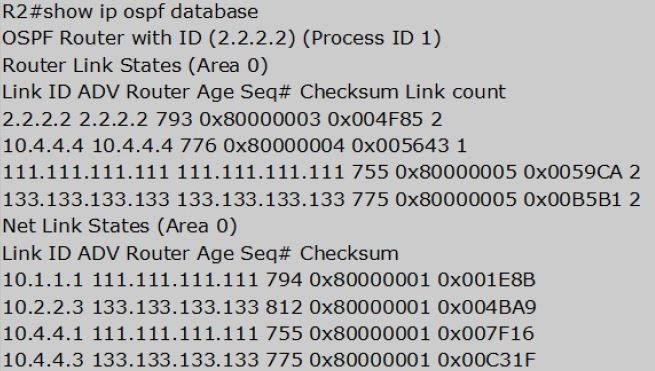 R2#show ip ospf database
OSPF Router with ID (2.2.2.2) (Process ID 1)
Router Link States (Area 0)
Link ID ADV Router Age Seq# Checksum Link count
2.2.2.2 2.2.2.2 793 0x80000003 0x004F85 2
10.4.4.4 10.4.4.4 776 0x80000004 0x005643 1
111.111.111.111 111.111.111.111 755 0x80000005 0x0059CA 2
133.133.133.133 133.133.133.133 775 0x80000005 0x00B5B1 2
Net Link States (Area 0)
Link ID ADV Router Age Seq# Checksum
10.1.1.1 111.111.111.111 794 0x80000001 0x001E8B
10.2.2.3 133.133.133.133 812 0x80000001 0x004BA9
10.4.4.1 111.111.111.111 755 0x80000001 0x007F16
10.4.4.3 133.133.133.133 775 0x80000001 0x00C31F